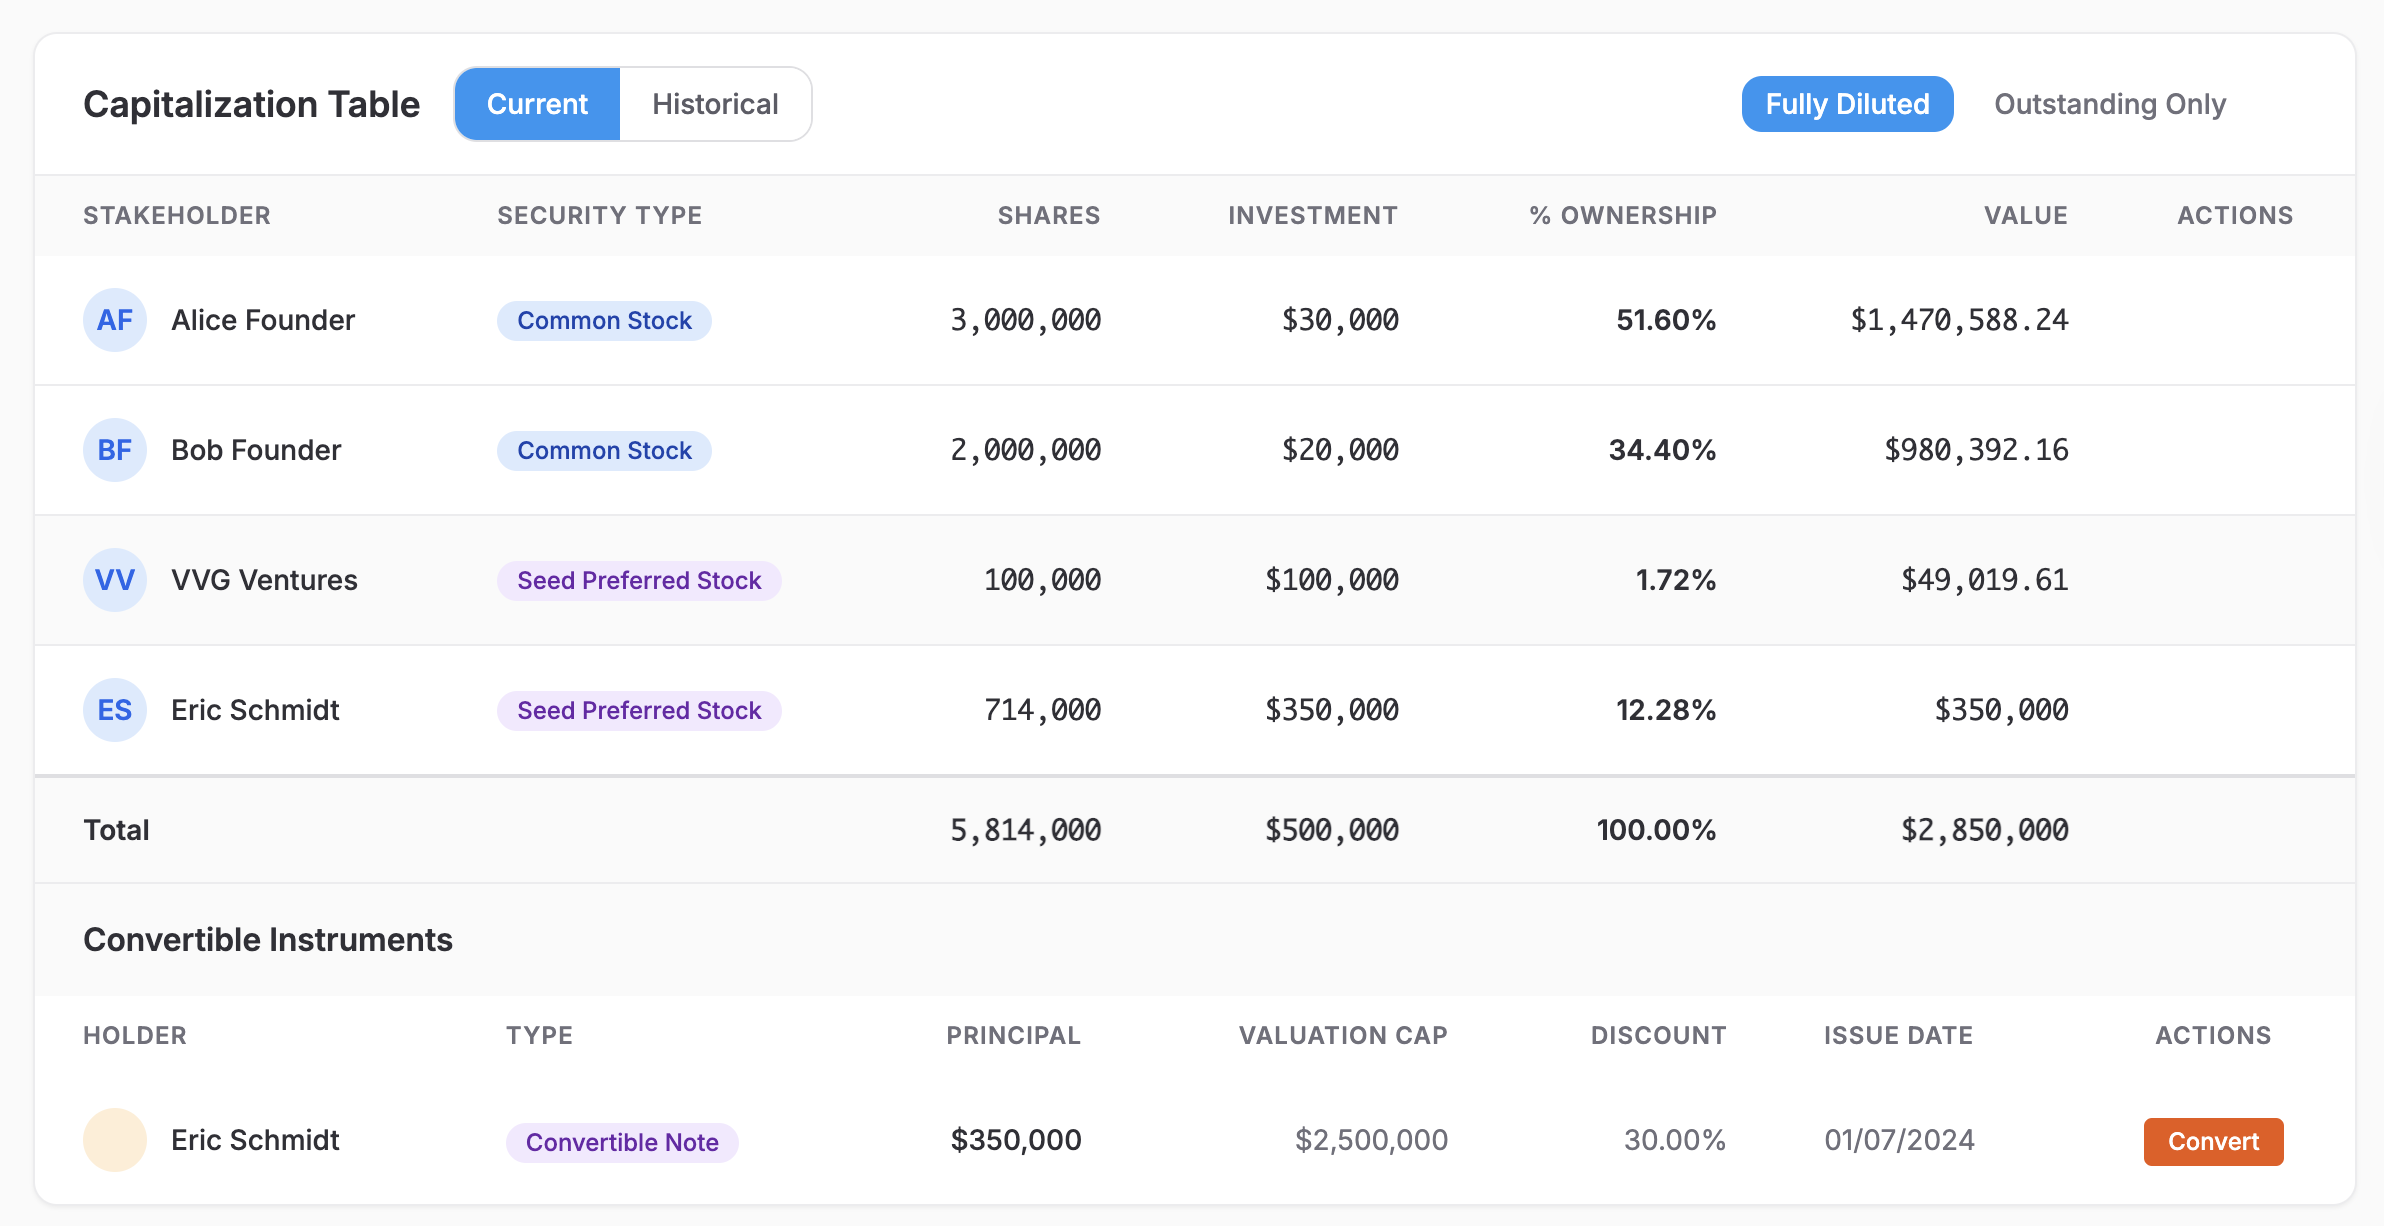 Capitalization Table Current Historical Fully Diluted Outstanding Only
STAKEHOLDER SECURITY TYPE SHARES INVESTMENT % OWNERSHIP VALUE ACTIONS
AF Alice Founder Common Stock 3,000,000 $30,000 51.60% $1,470,588.24
BF Bob Founder Common Stock 2,000,000 $20,000 34.40% $980,392.16
VV VVG Ventures Seed Preferred Stock 100,000 $100,000 1.72% $49,019.61
ES Eric Schmidt Seed Preferred Stock 714,000 $350,000 12.28% $350,000
Total 5,814,000 $500,000 100.00% $2,850,000
Convertible Instruments
HOLDER TYPE PRINCIPAL VALUATION CAP DISCOUNT ISSUE DATE ACTIONS
Eric Schmidt Convertible Note $350,000 $2,500,000 30.00% 01/07/2024 Convert